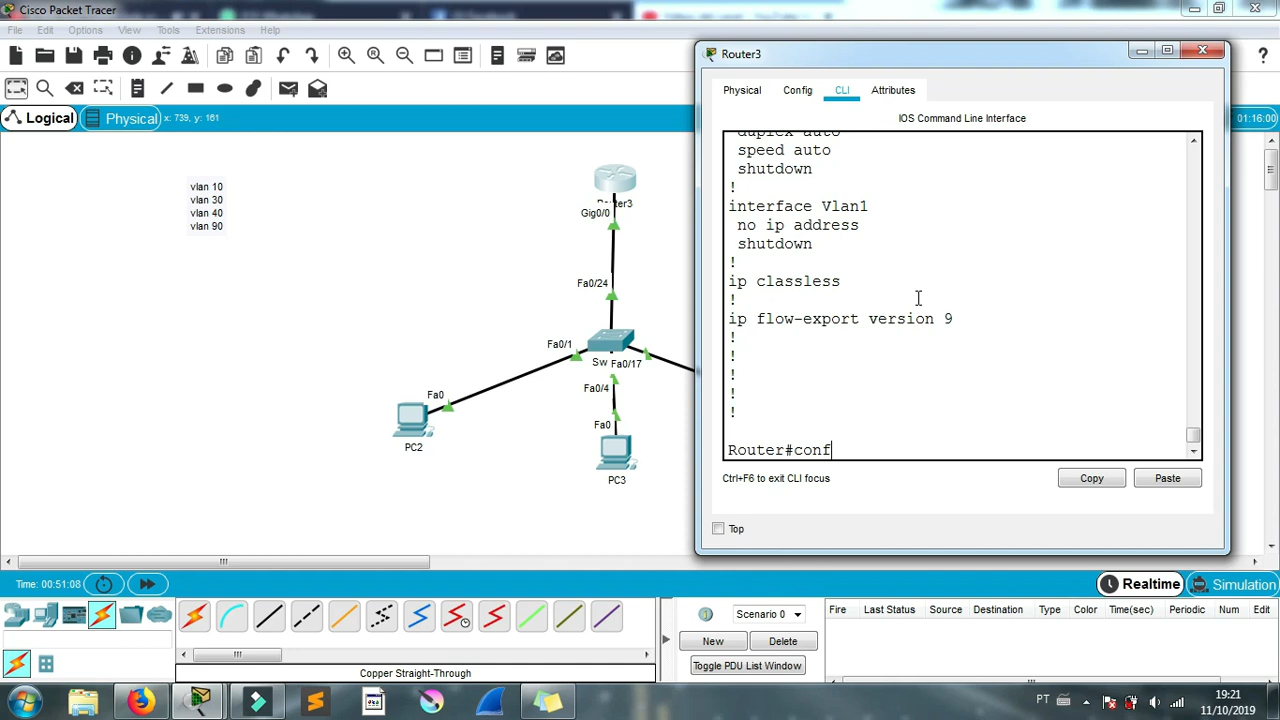 Cisco Packet Tracer
File Edit Options View Tools Extensions Help
Logical Physical x: 739, y: 161
01:16:00
vlan 10
vlan 30
vlan 40
vlan 90
Gig0/0
Fa0/24
Fa0/1
Fa0/17
Fa0/4
Fa0
PC2
Fa0
PC3
Router3
Physical Config CLI Attributes
IOS Command Line Interface
duplex auto
speed auto
shutdown
!
interface Vlan1
no ip address
shutdown
!
ip classless
!
ip flow-export version 9
!
!
!
!
!
Router#conf
Ctrl+F6 to exit CLI focus
Copy Paste
Top
Time: 00:51:08
Realtime Simulation
Scenario 0
New Delete
Toggle PDU List Window
Fire Last Status Source Destination Type Color Time(sec) Periodic Num Edit
Copper Straight-Through
PT
19:21
11/10/2019